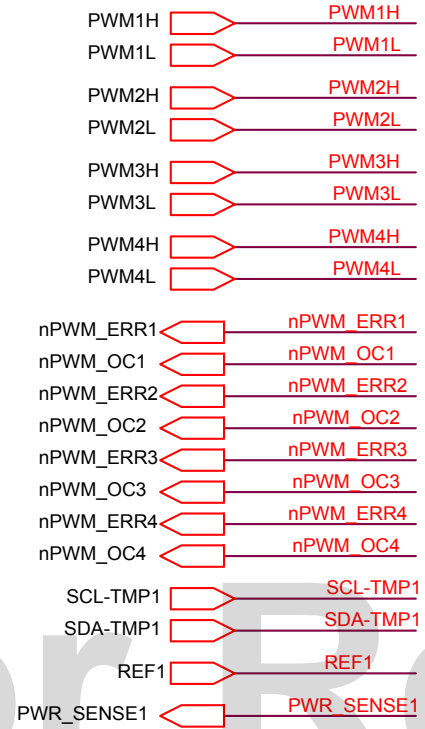 PWM1H PWM1H
PWM1L PWM1L
PWM2H PWM2H
PWM2L PWM2L
PWM3H PWM3H
PWM3L PWM3L
PWM4H PWM4H
PWM4L PWM4L
nPWM_ERR1 nPWM_ERR1
nPWM_OC1 nPWM_OC1
nPWM_ERR2 nPWM_ERR2
nPWM_OC2 nPWM_OC2
nPWM_ERR3 nPWM_ERR3
nPWM_OC3 nPWM_OC3
nPWM_ERR4 nPWM_ERR4
nPWM_OC4 nPWM_OC4
SCL-TMP1 SCL-TMP1
SDA-TMP1 SDA-TMP1
REF1 REF1
PWR_SENSE1 PWR_SENSE1